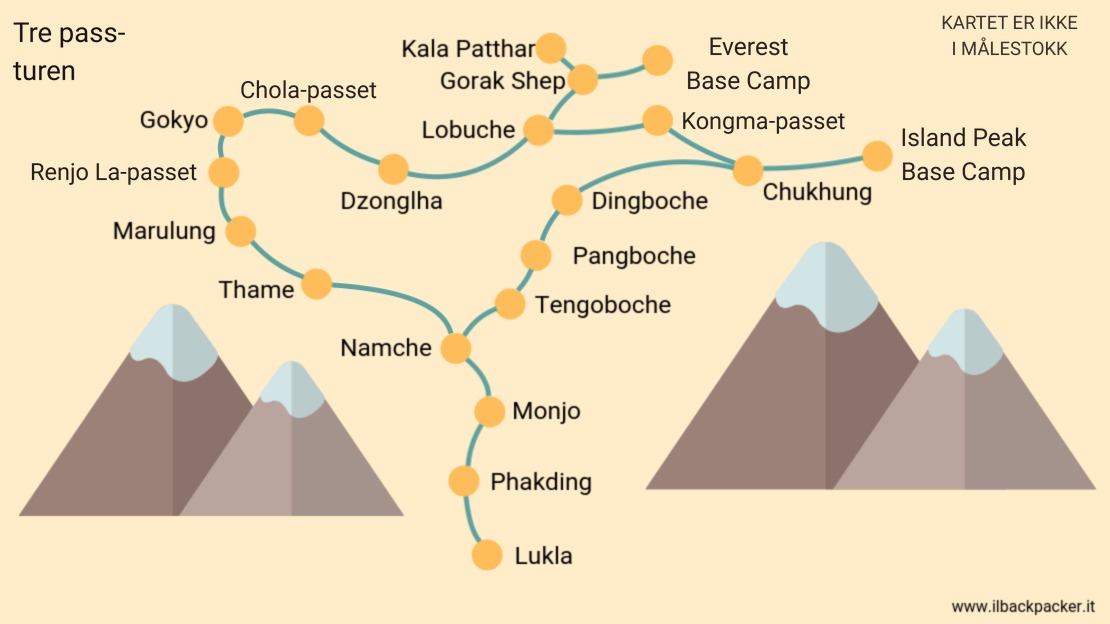 Tre pass-
turen
KARTET ER IKKE
I MÅLESTOKK
Kala Patthar
Everest
Base Camp
Gorak Shep
Chola-passet
Gokyo
Lobuche
Kongma-passet
Island Peak
Base Camp
Renjo La-passet
Dzonglha
Dingboche
Chukhung
Marulung
Pangboche
Thame
Tengoboche
Namche
Monjo
Phakding
Lukla
www.ilbackpacker.it